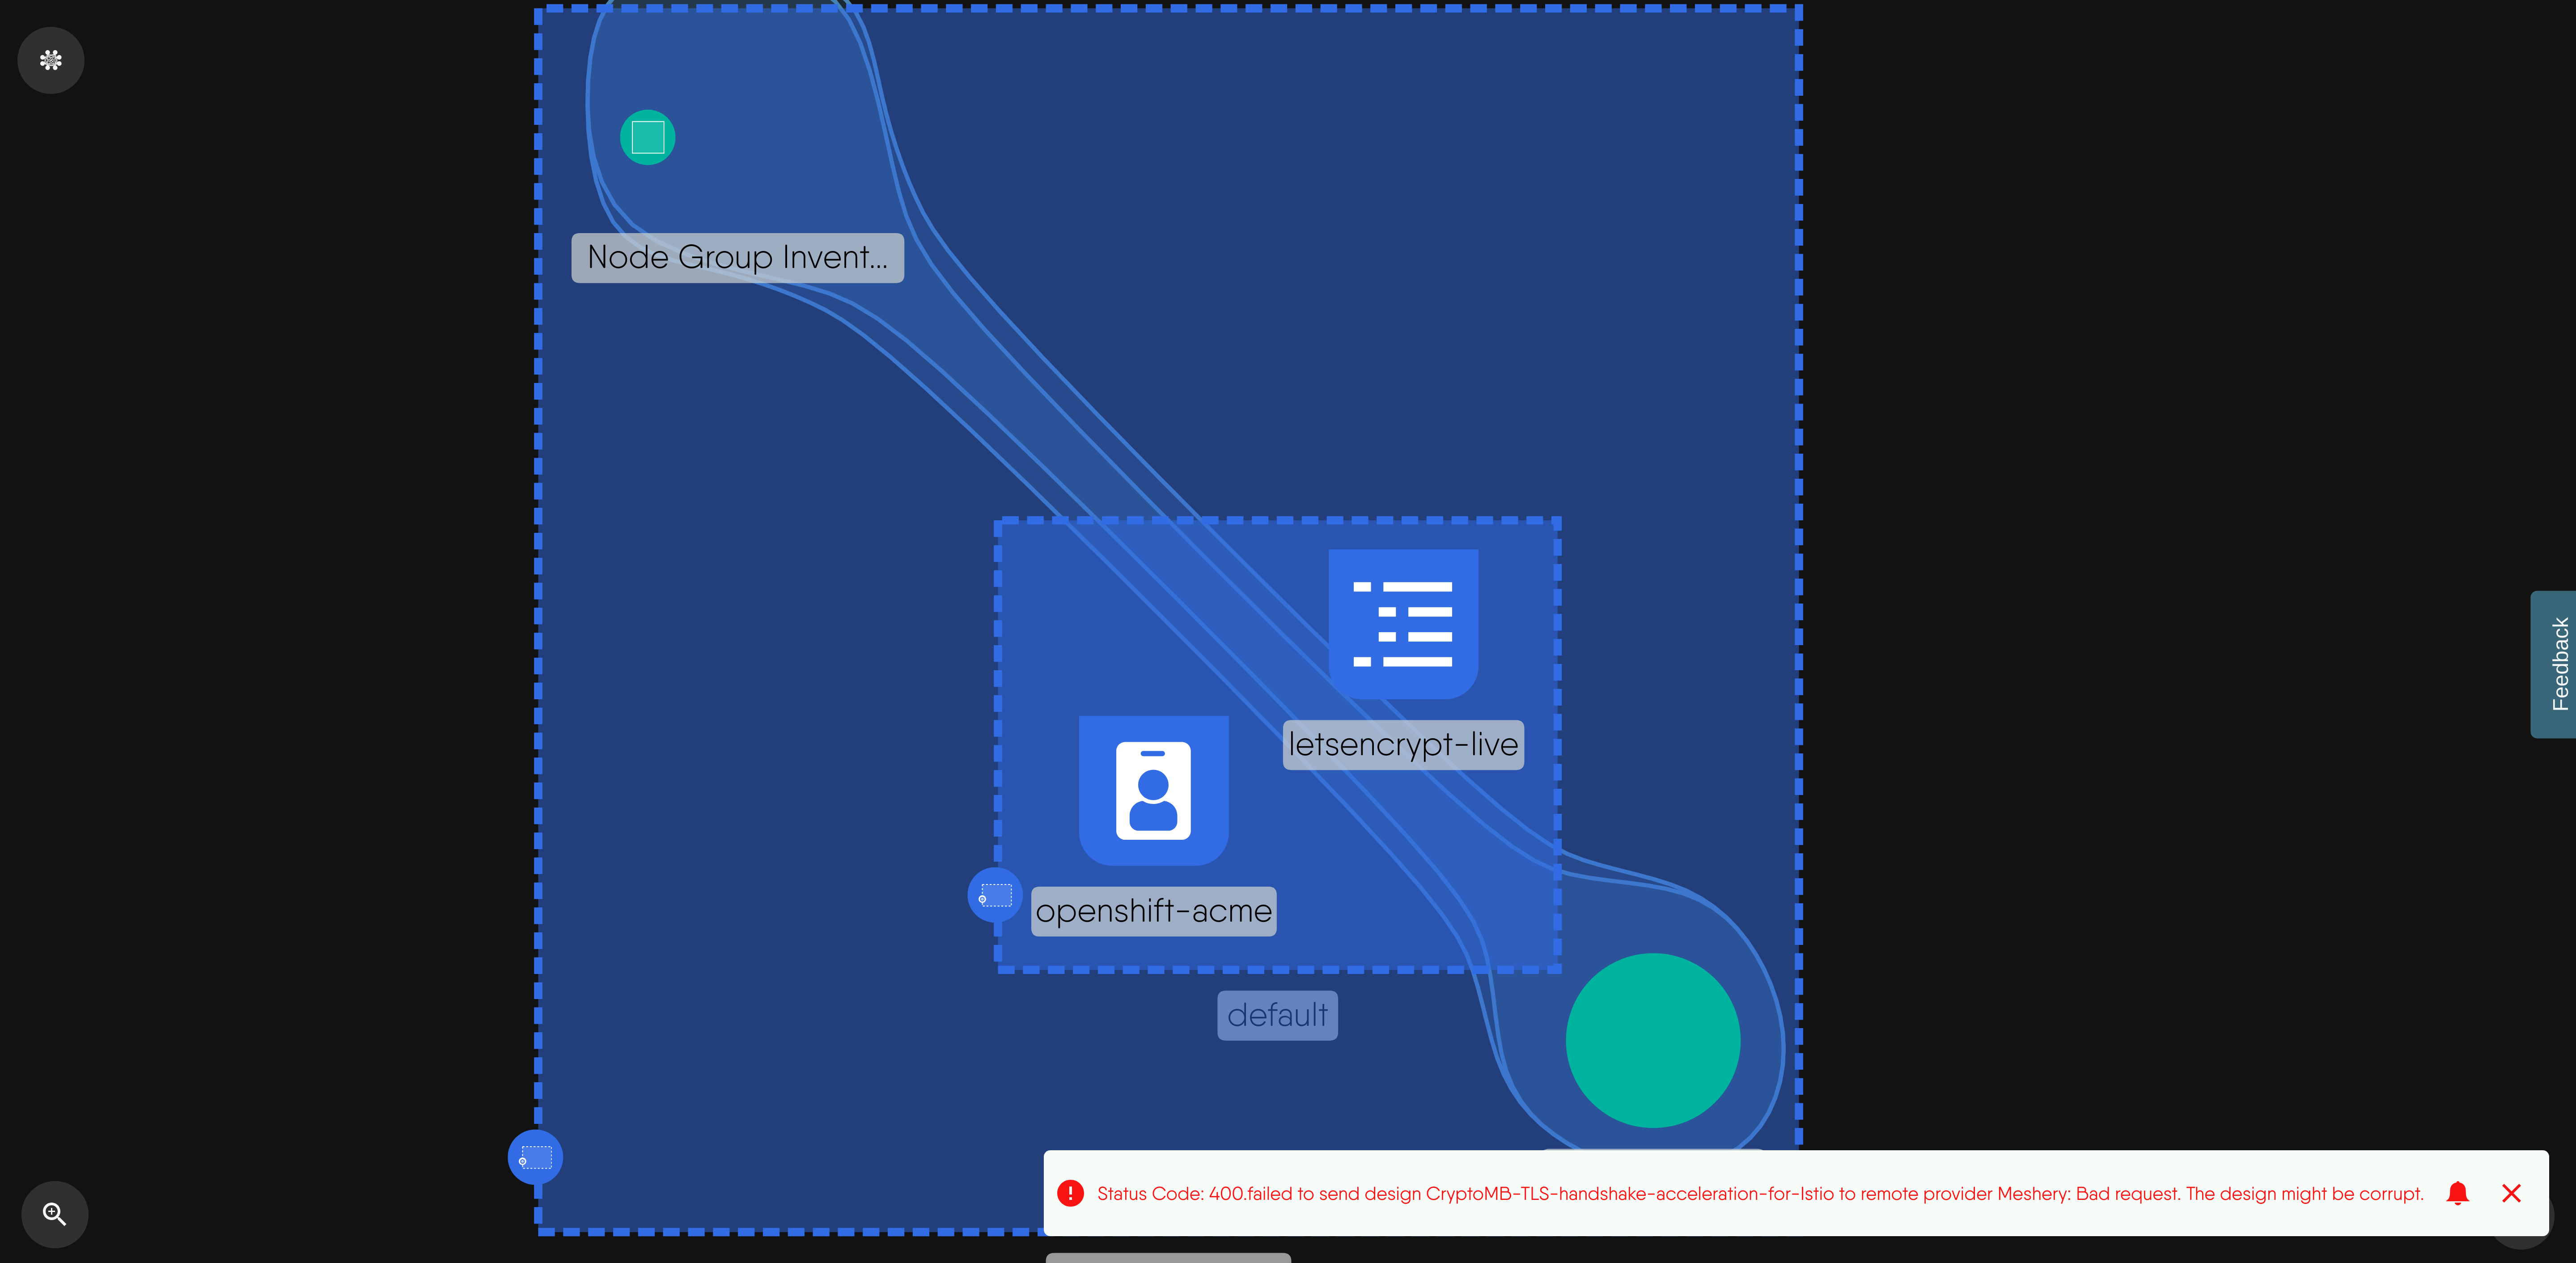 Node Group Invent...
letsencrypt-live
openshift-acme
default
Feedback
Status Code: 400.failed to send design CryptoMB-TLS-handshake-acceleration-for-Istio to remote provider Meshery: Bad request. The design might be corrupt.